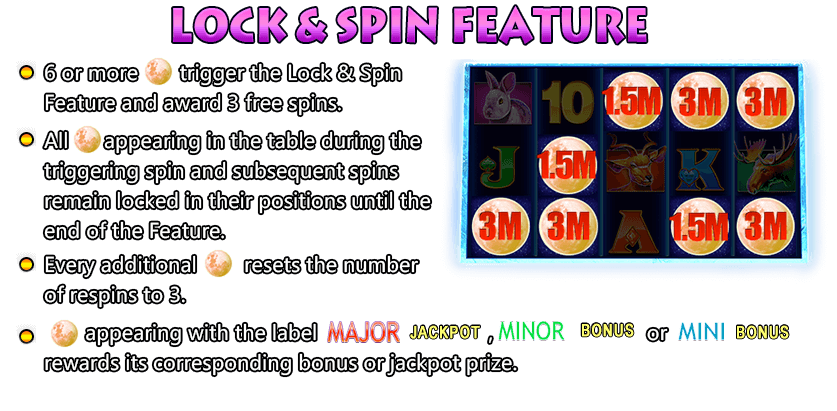 LOCK & SPIN FEATURE
6 or more trigger the Lock & Spin
Feature and award 3 free spins.
All appearing in the table during the
triggering spin and subsequent spins
remain locked in their positions until the
end of the Feature.
Every additional resets the number
of respins to 3.
appearing with the label MAJOR JACKPOT, MINOR BONUS or MINI BONUS
rewards its corresponding bonus or jackpot prize.
10 1.5M 3M 3M
J 1.5M K
3M 3M A 1.5M 3M